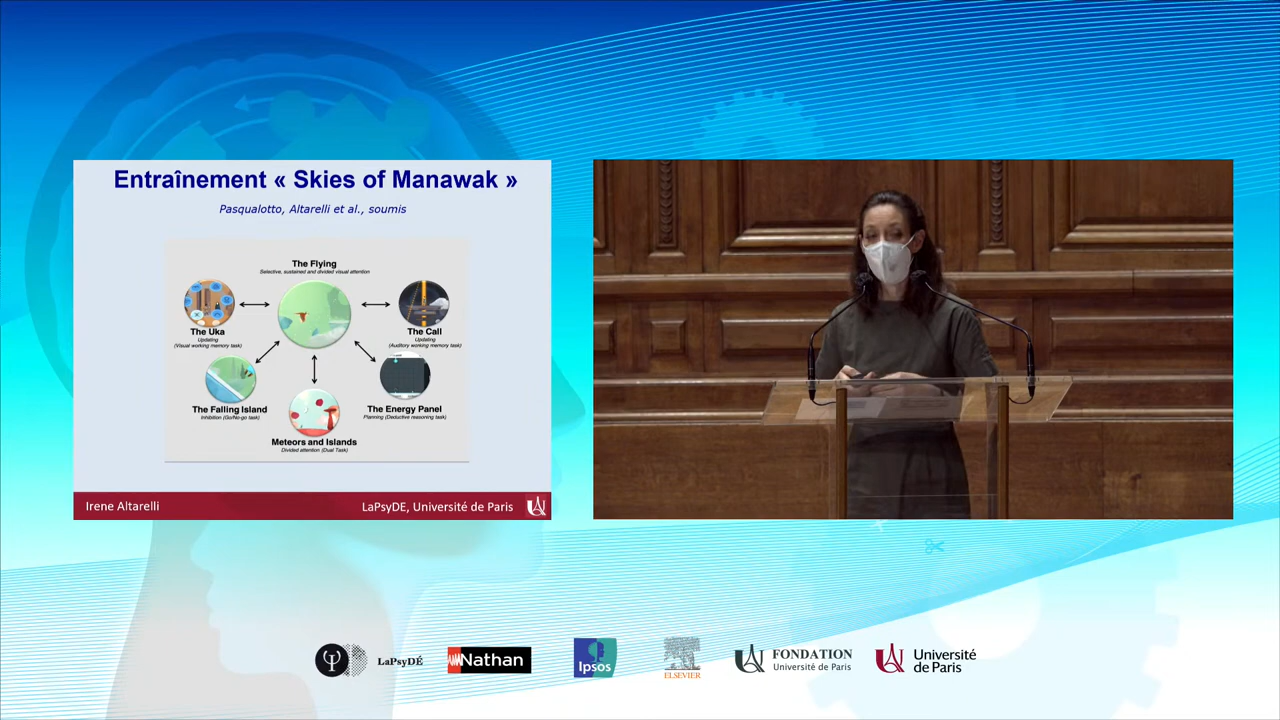 Entraînement « Skies of Manawak »
Pasqualotto, Altarelli et al., soumis
The Flying
Selective, sustained and divided visual attention
The Uka
Updating
(Visual working memory task)
The Call
Updating
(Auditory working memory task)
The Falling Island
Inhibition (Go/No-go task)
The Energy Panel
Planning (Deductive reasoning task)
Meteors and Islands
Divided attention (Dual Task)
Irene Altarelli
LaPsyDE, Université de Paris
LaPsyDÉ
Nathan
Ipsos
ELSEVIER
FONDATION
Université de Paris
Université
de Paris